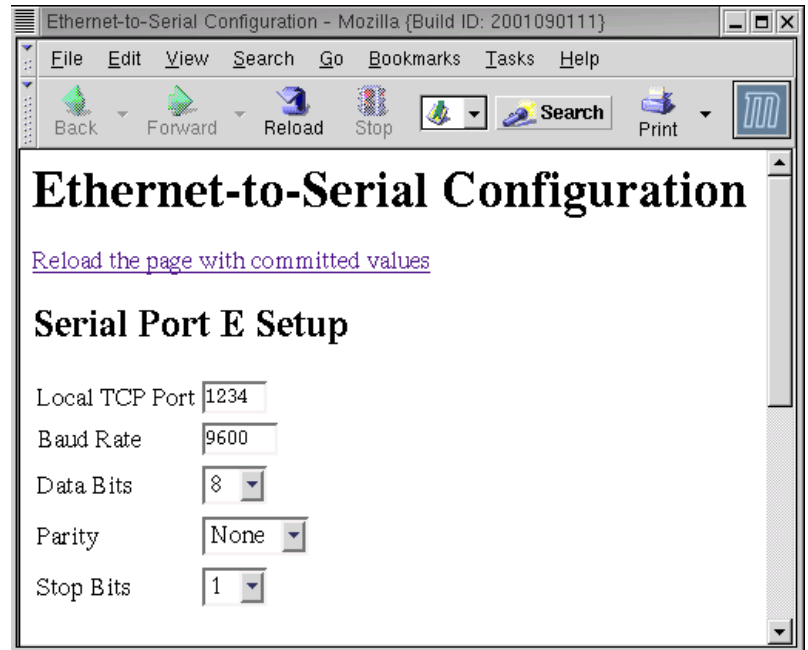 Ethernet-to-Serial Configuration - Mozilla {Build ID: 2001090111}
File Edit View Search Go Bookmarks Tasks Help
Back Forward Reload Stop Search Print
Ethernet-to-Serial Configuration
Reload the page with committed values
Serial Port E Setup
Local TCP Port 1234
Baud Rate 9600
Data Bits 8
Parity None
Stop Bits 1